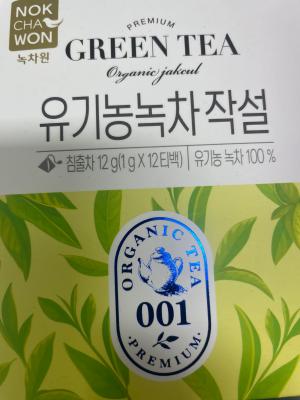 NOK
CHA
WON
녹차원
PREMIUM
GREEN TEA
Organic jakcul
유기농녹차작설
침출차 12 g(1 g X 12티백) | 유기농 녹차 100 %
ORGANIC TEA
001
·PREMIUM·